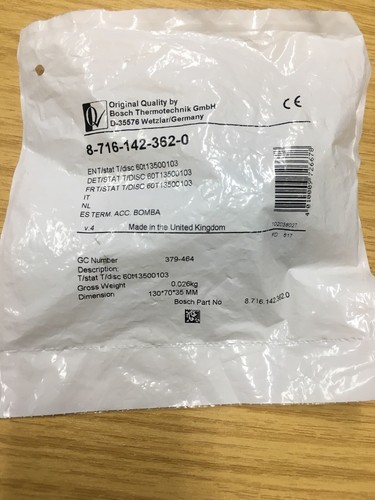 Original Quality by
Bosch Thermotechnik GmbH
D-35576 Wetzlar/Germany
CE
8-716-142-362-0
EN T/stat T/disc 60t13500103
DE T/STAT T/DISC 60T13500103
FR T/STAT T/DISC 60T13500103
IT
NL
ES TERM. ACC. BOMBA
v.4
Made in the United Kingdom
FD 617
GC Number 379-464
Description:
T/stat T/disc 60t13500103
Gross Weight 0.026kg
Dimension 130*70*35 MM
Bosch Part No 8.716.142.362.0